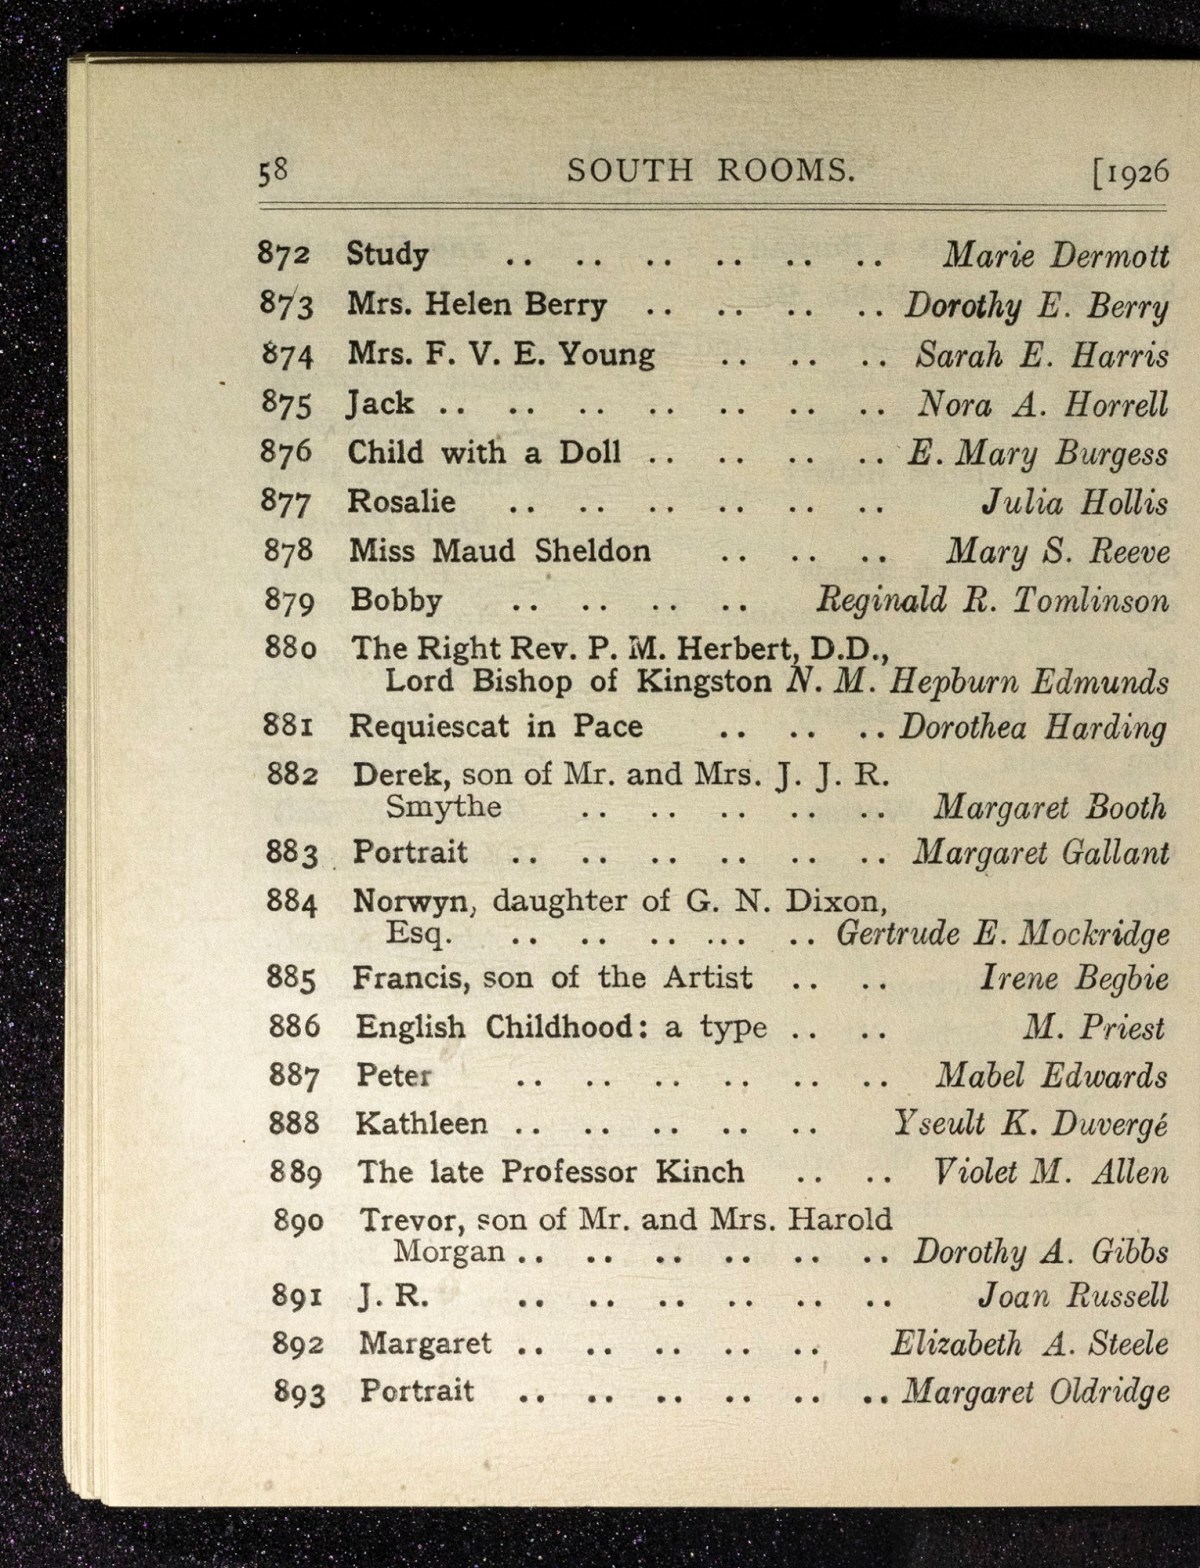 58 SOUTH ROOMS. [1926
872 Study .. .. .. .. .. .. Marie Dermott
873 Mrs. Helen Berry .. .. .. .. Dorothy E. Berry
874 Mrs. F. V. E. Young .. .. .. Sarah E. Harris
875 Jack .. .. .. .. .. .. .. Nora A. Horrell
876 Child with a Doll .. .. .. .. E. Mary Burgess
877 Rosalie .. .. .. .. .. .. Julia Hollis
878 Miss Maud Sheldon .. .. .. Mary S. Reeve
879 Bobby .. .. .. .. Reginald R. Tomlinson
880 The Right Rev. P. M. Herbert, D.D.,
Lord Bishop of Kingston N. M. Hepburn Edmunds
881 Requiescat in Pace .. .. .. Dorothea Harding
882 Derek, son of Mr. and Mrs. J. J. R.
Smythe .. .. .. .. .. Margaret Booth
883 Portrait .. .. .. .. .. .. Margaret Gallant
884 Norwyn, daughter of G. N. Dixon,
Esq. .. .. .. ... .. Gertrude E. Mockridge
885 Francis, son of the Artist .. .. Irene Begbie
886 English Childhood: a type .. .. M. Priest
887 Peter .. .. .. .. .. .. Mabel Edwards
888 Kathleen .. .. .. .. .. Yseult K. Duvergé
889 The late Professor Kinch .. .. Violet M. Allen
890 Trevor, son of Mr. and Mrs. Harold
Morgan .. .. .. .. .. .. Dorothy A. Gibbs
891 J. R. .. .. .. .. .. .. Joan Russell
892 Margaret .. .. .. .. .. Elizabeth A. Steele
893 Portrait .. .. .. .. .. .. Margaret Oldridge